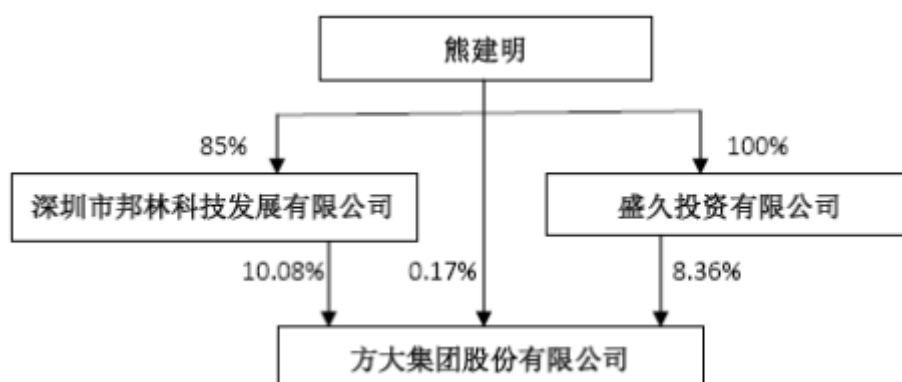 熊建明
85%
100%
深圳市邦林科技发展有限公司
盛久投资有限公司
10.08%
0.17%
8.36%
方大集团股份有限公司